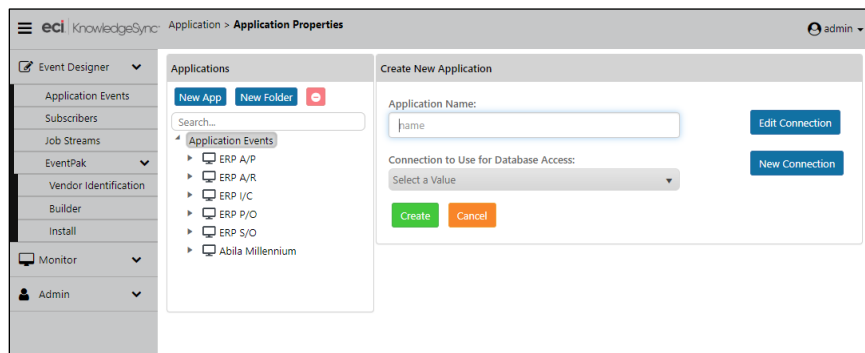 eci KnowledgeSync
Application > Application Properties
admin
Event Designer
Application Events
Subscribers
Job Streams
EventPak
Vendor Identification
Builder
Install
Monitor
Admin
Applications
New App New Folder
Search...
Application Events
ERP A/P
ERP A/R
ERP I/C
ERP P/O
ERP S/O
Abila Millennium
Create New Application
Application Name:
name
Edit Connection
Connection to Use for Database Access:
Select a Value
New Connection
Create Cancel